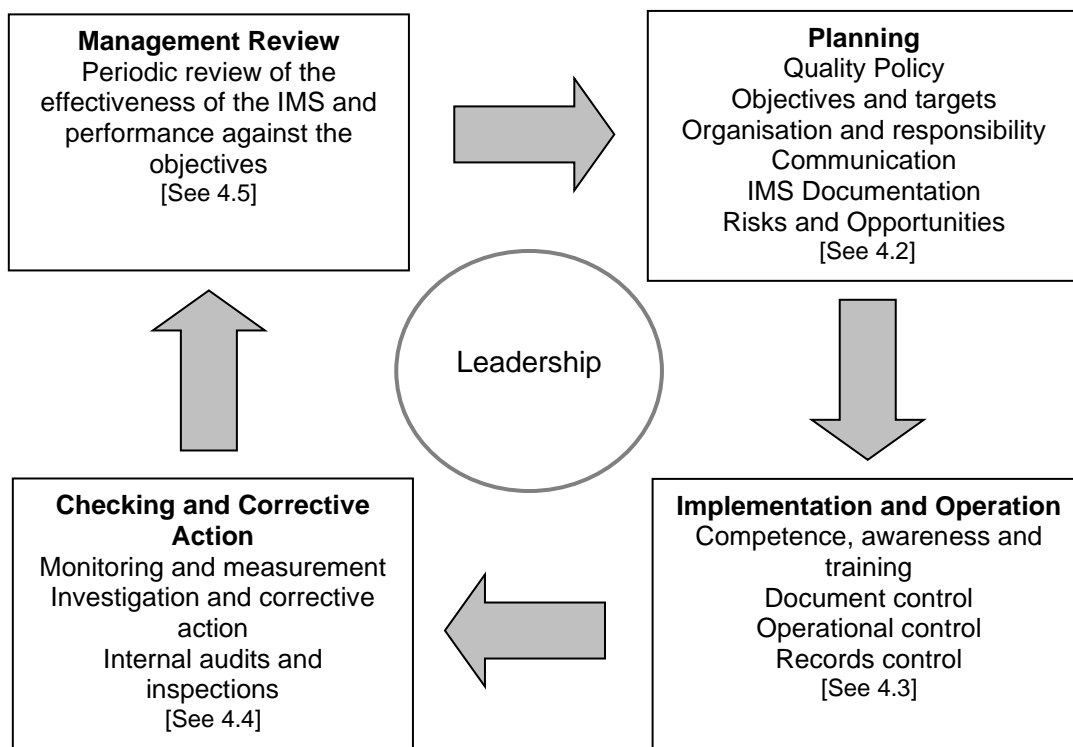 Management Review
Periodic review of the
effectiveness of the IMS and
performance against the
objectives
[See 4.5]
Planning
Quality Policy
Objectives and targets
Organisation and responsibility
Communication
IMS Documentation
Risks and Opportunities
[See 4.2]
Leadership
Checking and Corrective
Action
Monitoring and measurement
Investigation and corrective
action
Internal audits and
inspections
[See 4.4]
Implementation and Operation
Competence, awareness and
training
Document control
Operational control
Records control
[See 4.3]